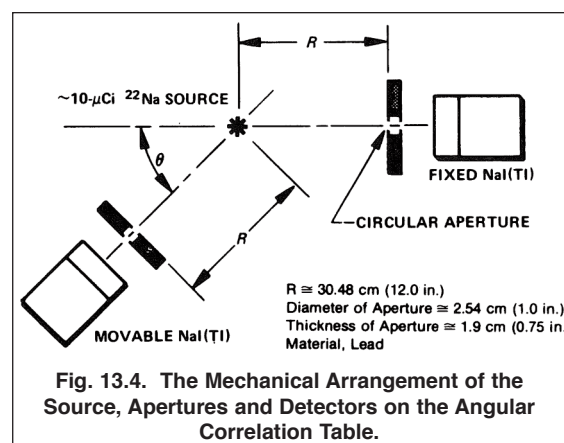 R
~10-μCi ²²Na SOURCE
θ
FIXED NaI(Tl)
CIRCULAR APERTURE
R
MOVABLE NaI(Tl)
R ≅ 30.48 cm (12.0 in.)
Diameter of Aperture ≅ 2.54 cm (1.0 in.)
Thickness of Aperture ≅ 1.9 cm (0.75 in.
Material, Lead
Fig. 13.4. The Mechanical Arrangement of the
Source, Apertures and Detectors on the Angular
Correlation Table.